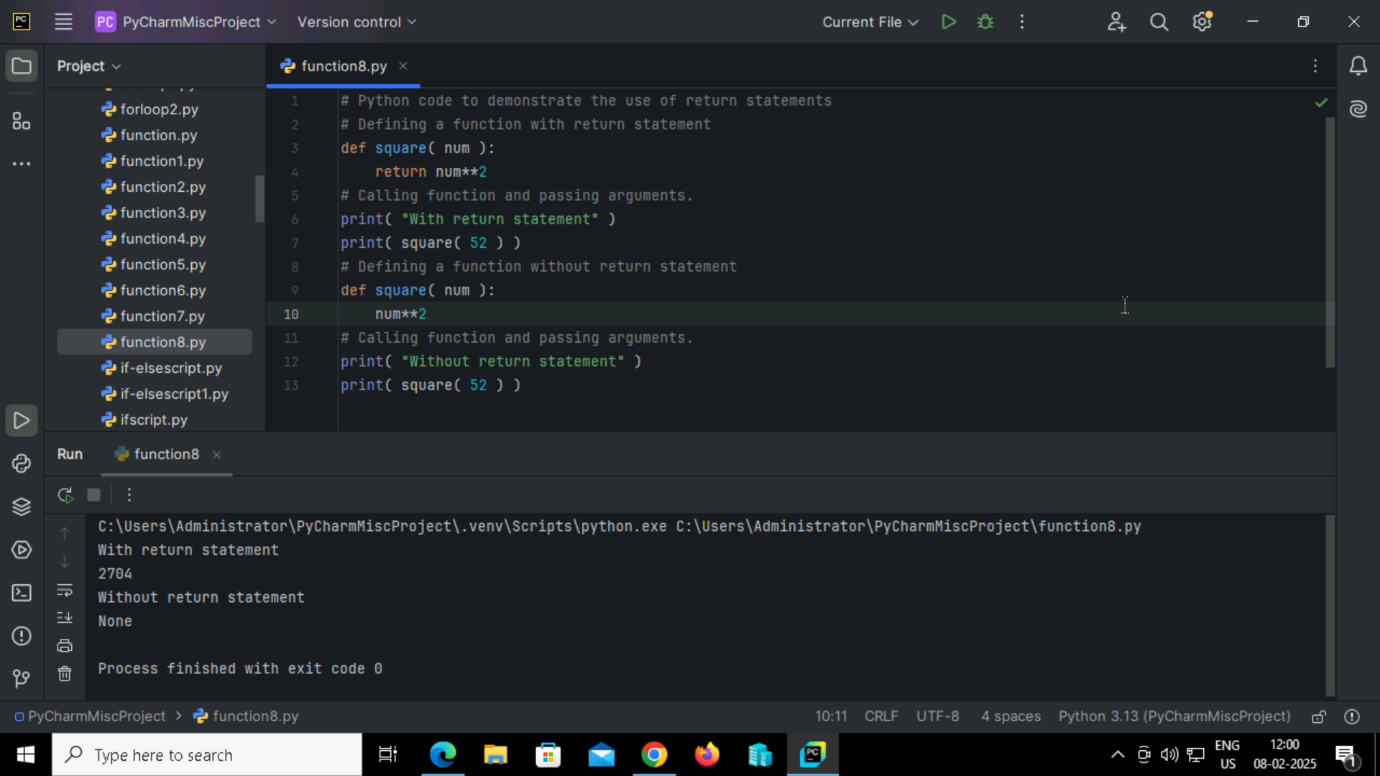 PC
PC PyCharmMiscProject Version control Current File
Project
function8.py
forloop2.py
function.py
function1.py
function2.py
function3.py
function4.py
function5.py
function6.py
function7.py
function8.py
if-elsescript.py
if-elsescript1.py
ifscript.py
1 # Python code to demonstrate the use of return statements
2 # Defining a function with return statement
3 def square( num ):
4     return num**2
5 # Calling function and passing arguments.
6 print( "With return statement" )
7 print( square( 52 ) )
8 # Defining a function without return statement
9 def square( num ):
10     num**2
11 # Calling function and passing arguments.
12 print( "Without return statement" )
13 print( square( 52 ) )
Run function8
C:\Users\Administrator\PyCharmMiscProject\.venv\Scripts\python.exe C:\Users\Administrator\PyCharmMiscProject\function8.py
With return statement
2704
Without return statement
None
Process finished with exit code 0
PyCharmMiscProject > function8.py 10:11 CRLF UTF-8 4 spaces Python 3.13 (PyCharmMiscProject)
Type here to search
PC
ENG
US
12:00
08-02-2025
1